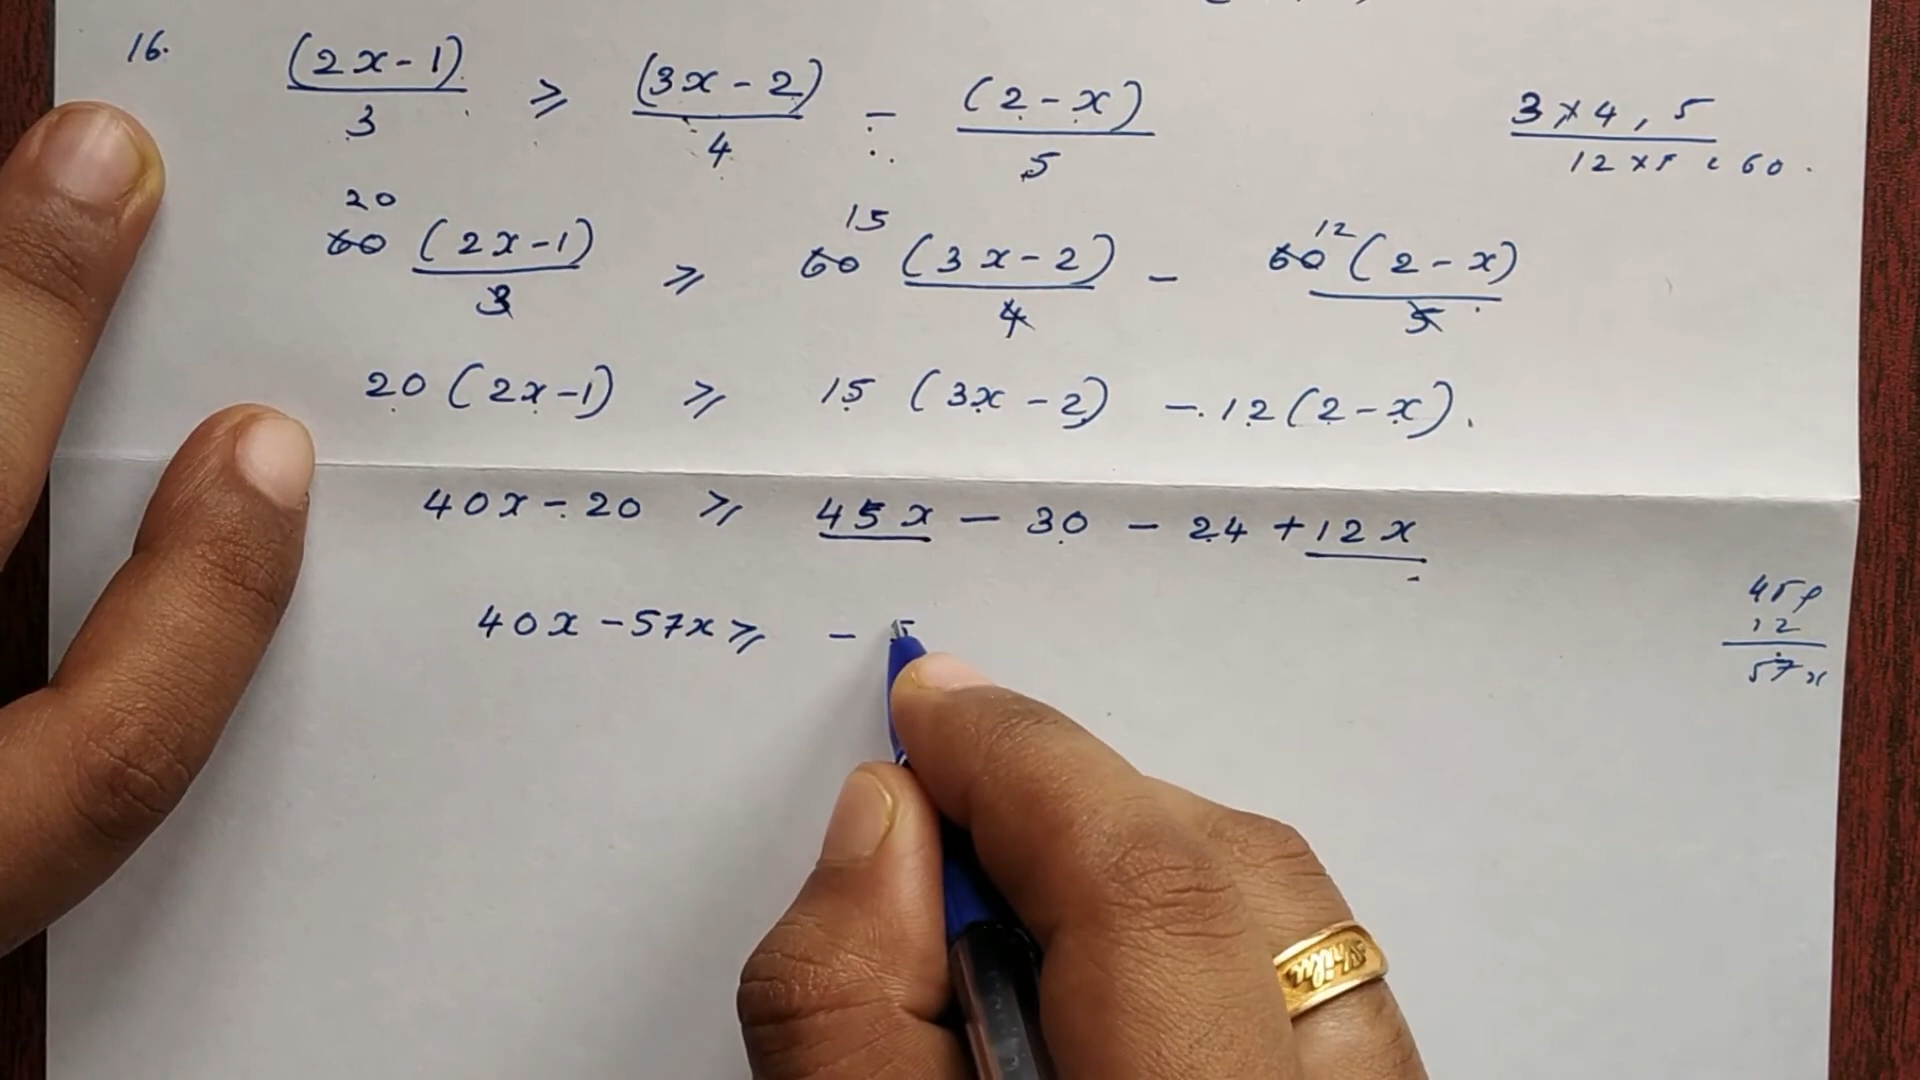 16. (2x-1)/3 ≥ (3x-2)/4 - (2-x)/5
3 × 4 , 5
12 × 5 = 60 .
20 15 12
60 (2x-1)/3 ≥ 60 (3x-2)/4 - 60 (2-x)/5
20 (2x-1) ≥ 15 (3x-2) - 12 (2-x).
40x - 20 ≥ 45x - 30 - 24 + 12x
40x - 57x ≥ - 5
12
57x